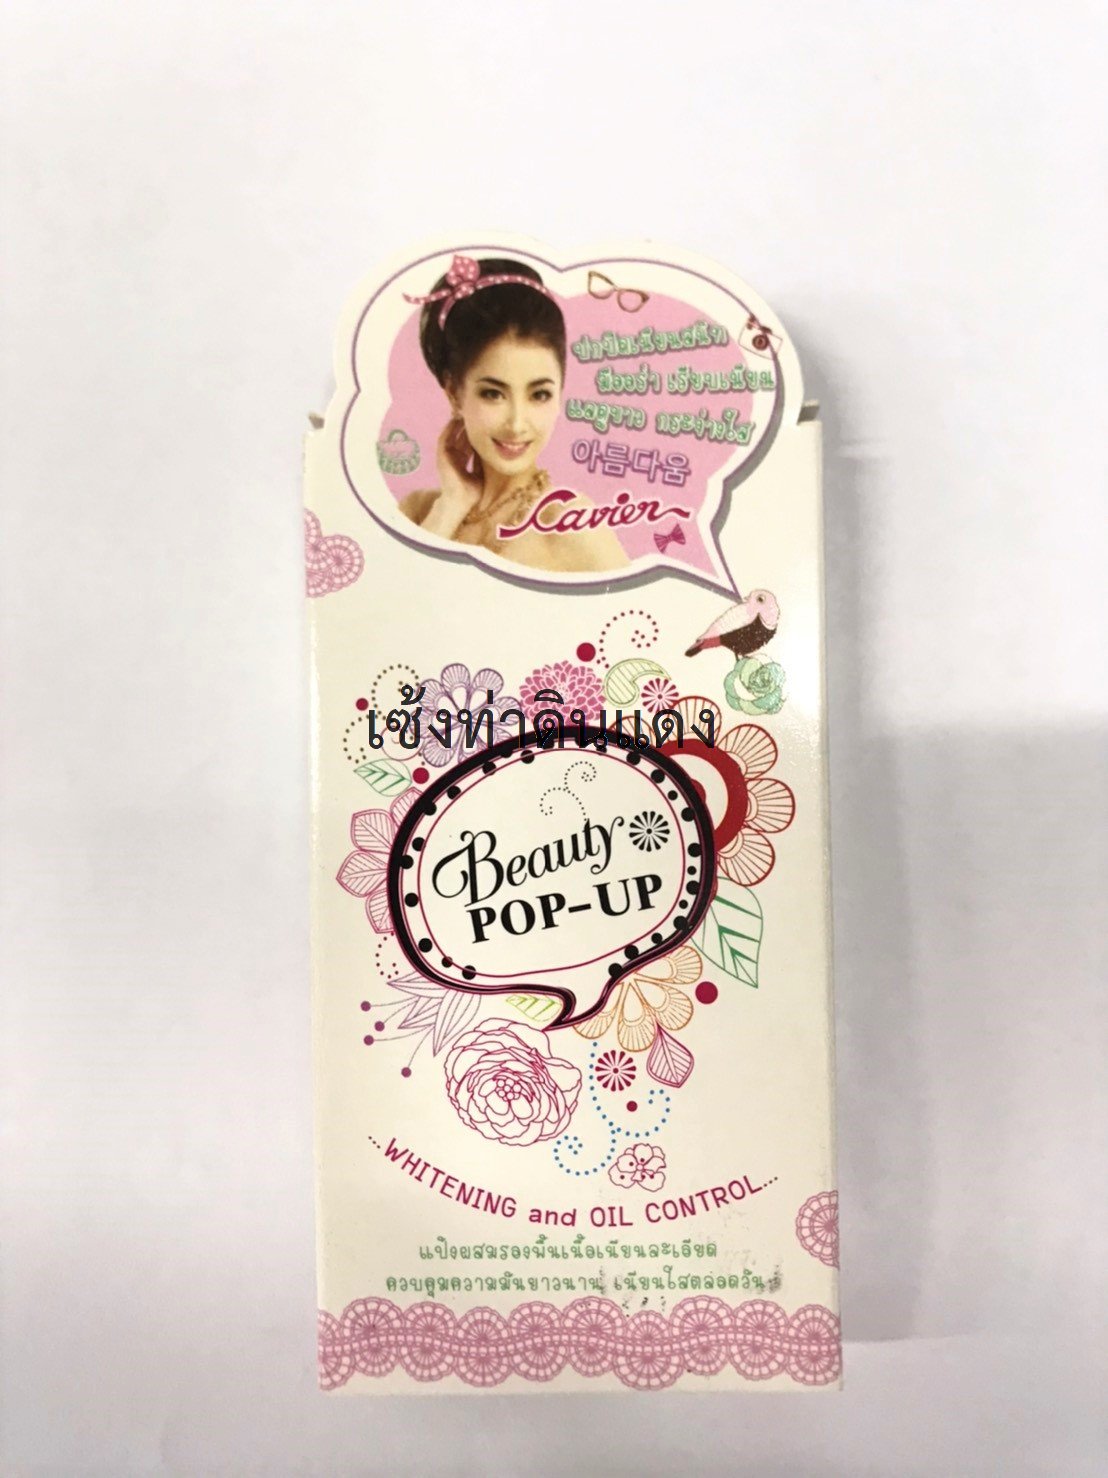 ปกปิดเนียนสนิท
มีออร่า เรียบเนียน
แลดูขาว กระจ่างใส
아름다움
Xavier
เซ้งท่าดินแดง
Beauty
POP-UP
...WHITENING and OIL CONTROL...
แป้งผสมรองพื้นเนื้อเนียนละเอียด
ควบคุมความมันยาวนาน เนียนใสตลอดวัน